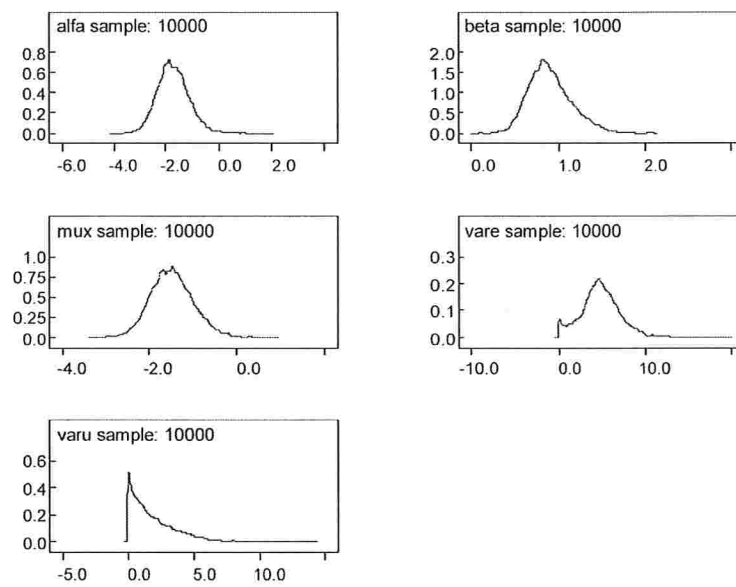 alfa sample: 10000
0.8
0.6
0.4
0.2
0.0
-6.0 -4.0 -2.0 0.0 2.0
beta sample: 10000
2.0
1.5
1.0
0.5
0.0
0.0 1.0 2.0
mux sample: 10000
1.0
0.75
0.5
0.25
0.0
-4.0 -2.0 0.0
vare sample: 10000
0.3
0.2
0.1
0.0
-10.0 0.0 10.0
varu sample: 10000
0.6
0.4
0.2
0.0
-5.0 0.0 5.0 10.0